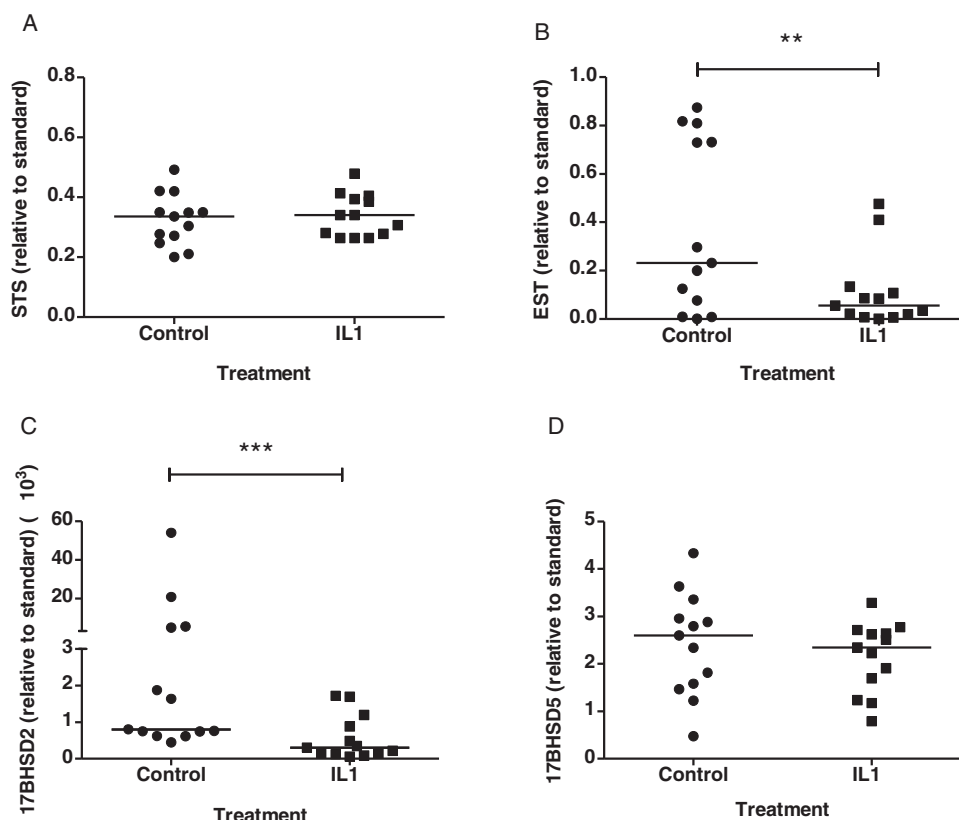 A
STS (relative to standard)
0.8
0.6
0.4
0.2
0.0
Control IL1
Treatment
B
**
EST (relative to standard)
1.0
0.8
0.6
0.4
0.2
0.0
Control IL1
Treatment
C
***
17BHSD2 (relative to standard) ( 10³)
60
40
20
3
2
1
0
Control IL1
Treatment
D
17BHSD5 (relative to standard)
5
4
3
2
1
0
Control IL1
Treatment